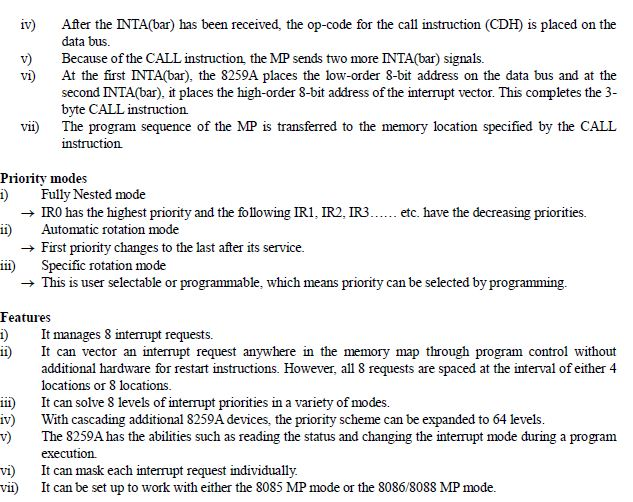 iv) After the INTA(bar) has been received, the op-code for the call instruction (CDH) is placed on the
data bus.
v) Because of the CALL instruction, the MP sends two more INTA(bar) signals.
vi) At the first INTA(bar), the 8259A places the low-order 8-bit address on the data bus and at the
second INTA(bar), it places the high-order 8-bit address of the interrupt vector. This completes the 3-
byte CALL instruction.
vii) The program sequence of the MP is transferred to the memory location specified by the CALL
instruction.
Priority modes
i) Fully Nested mode
→ IR0 has the highest priority and the following IR1, IR2, IR3…… etc. have the decreasing priorities.
ii) Automatic rotation mode
→ First priority changes to the last after its service.
iii) Specific rotation mode
→ This is user selectable or programmable, which means priority can be selected by programming.
Features
i) It manages 8 interrupt requests.
ii) It can vector an interrupt request anywhere in the memory map through program control without
additional hardware for restart instructions. However, all 8 requests are spaced at the interval of either 4
locations or 8 locations.
iii) It can solve 8 levels of interrupt priorities in a variety of modes.
iv) With cascading additional 8259A devices, the priority scheme can be expanded to 64 levels.
v) The 8259A has the abilities such as reading the status and changing the interrupt mode during a program
execution.
vi) It can mask each interrupt request individually.
vii) It can be set up to work with either the 8085 MP mode or the 8086/8088 MP mode.